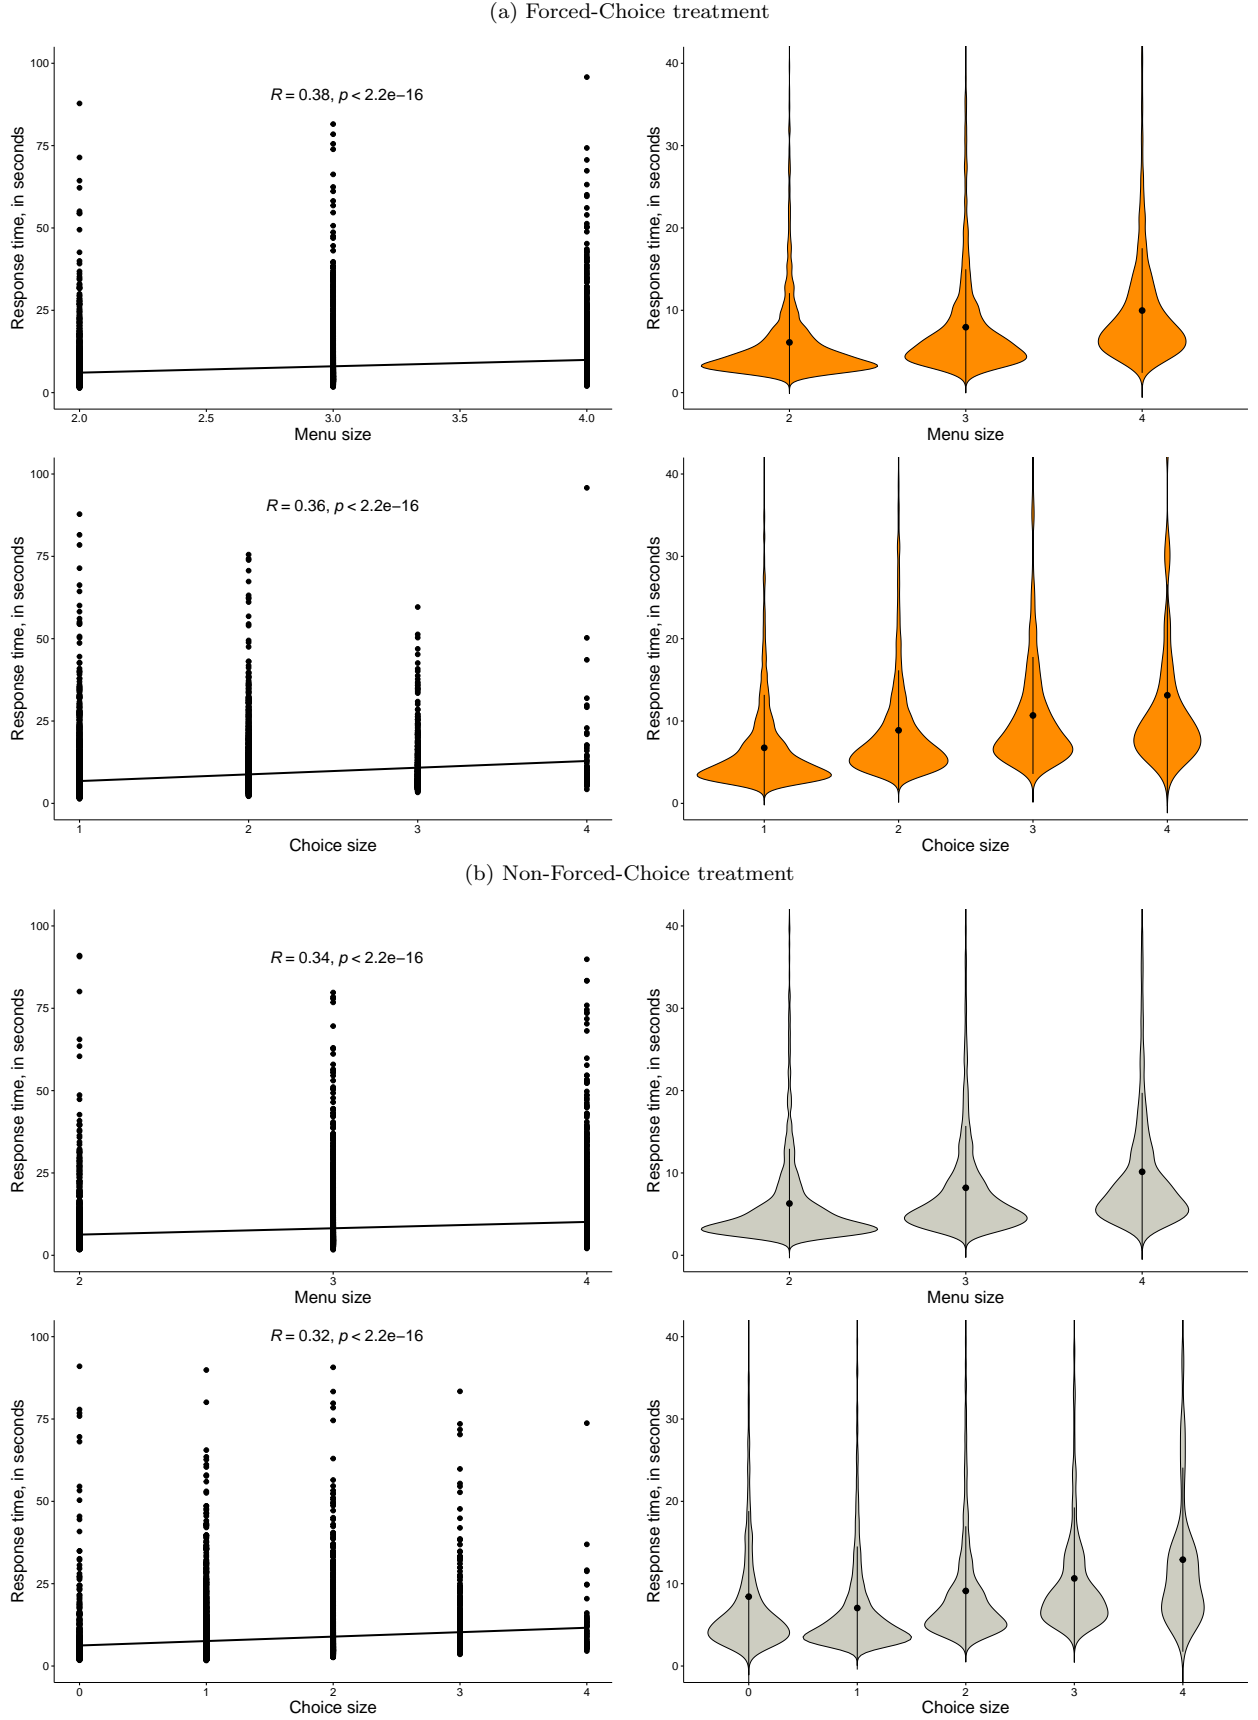 (a) Forced-Choice treatment
R = 0.38, p < 2.2e−16
Response time, in seconds
100
75
50
25
0
2.0 2.5 3.0 3.5 4.0
Menu size
Response time, in seconds
40
30
20
10
0
2 3 4
Menu size
R = 0.36, p < 2.2e−16
Response time, in seconds
100
75
50
25
0
1 2 3 4
Choice size
Response time, in seconds
40
30
20
10
0
1 2 3 4
Choice size
(b) Non-Forced-Choice treatment
R = 0.34, p < 2.2e−16
Response time, in seconds
100
75
50
25
0
2 3 4
Menu size
Response time, in seconds
40
30
20
10
0
2 3 4
Menu size
R = 0.32, p < 2.2e−16
Response time, in seconds
100
75
50
25
0
0 1 2 3 4
Choice size
Response time, in seconds
40
30
20
10
0
0 1 2 3 4
Choice size